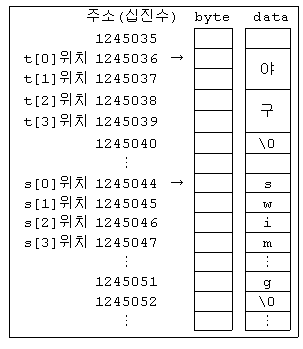 주소(십진수) byte data
1245035
t[0]위치 1245036 → 야
t[1]위치 1245037
t[2]위치 1245038 구
t[3]위치 1245039
1245040 \0
⋮
s[0]위치 1245044 → s
s[1]위치 1245045 w
s[2]위치 1245046 i
s[3]위치 1245047 m
⋮ ⋮
1245051 g
1245052 \0
⋮ ⋮